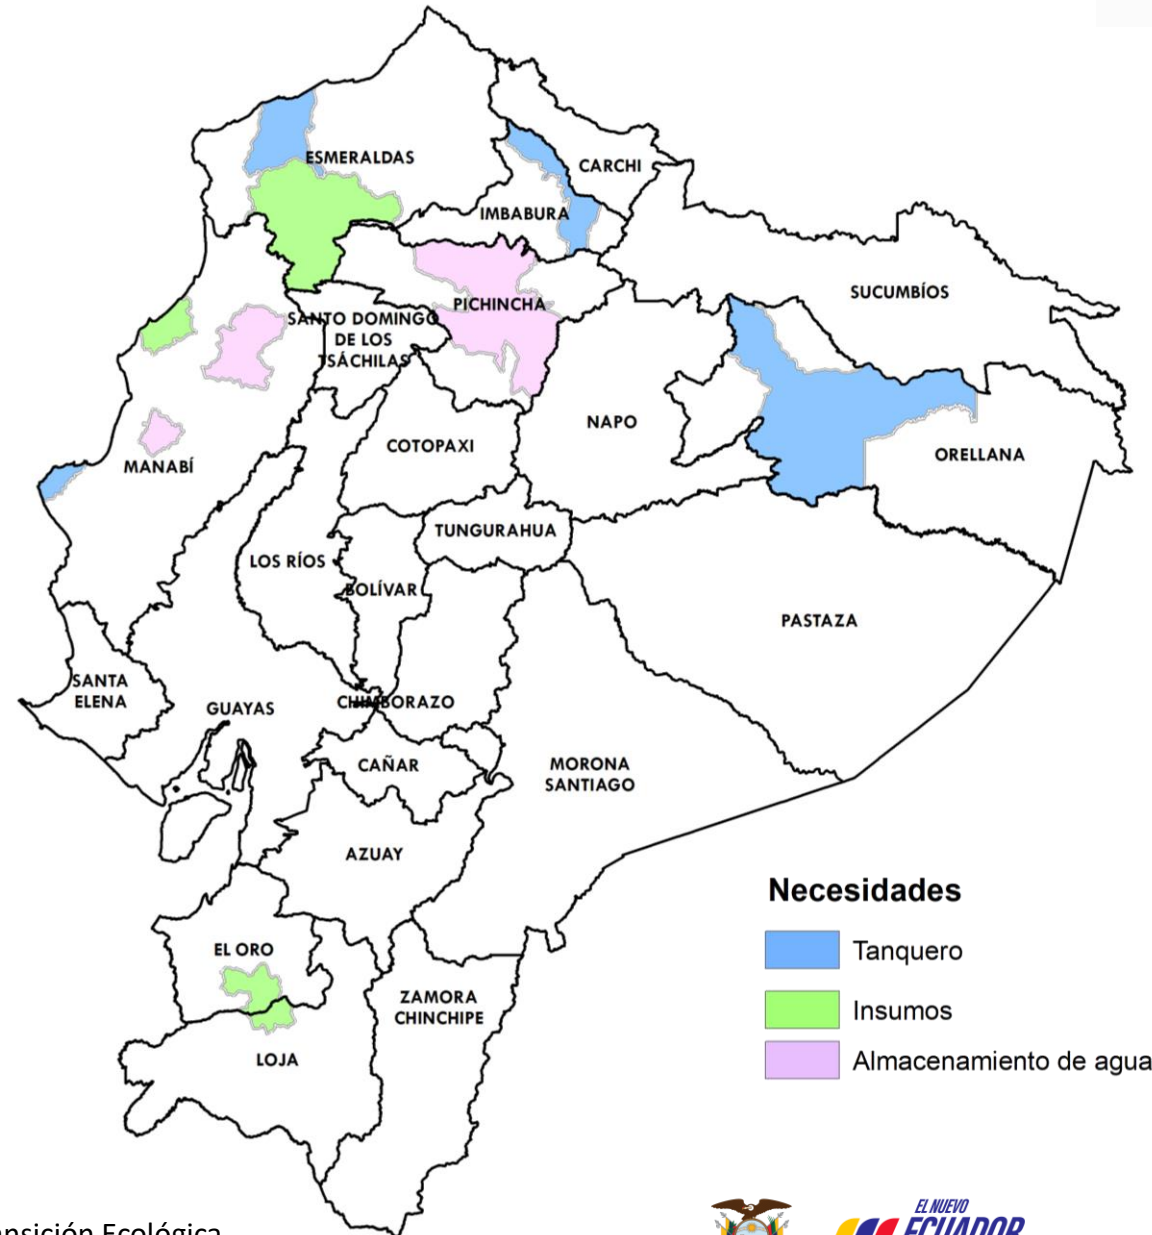 ESMERALDAS
CARCHI
IMBABURA
SUCUMBÍOS
PICHINCHA
SANTO DOMINGO
DE LOS
TSÁCHILAS
NAPO
COTOPAXI
ORELLANA
MANABÍ
TUNGURAHUA
LOS RÍOS
BOLÍVAR
PASTAZA
SANTA
ELENA
GUAYAS
CHIMBORAZO
CAÑAR
MORONA
SANTIAGO
AZUAY
EL ORO
ZAMORA
CHINCHIPE
LOJA
Necesidades
Tanquero
Insumos
Almacenamiento de agua
Ecológica
EL NUEVO
ECUADOR